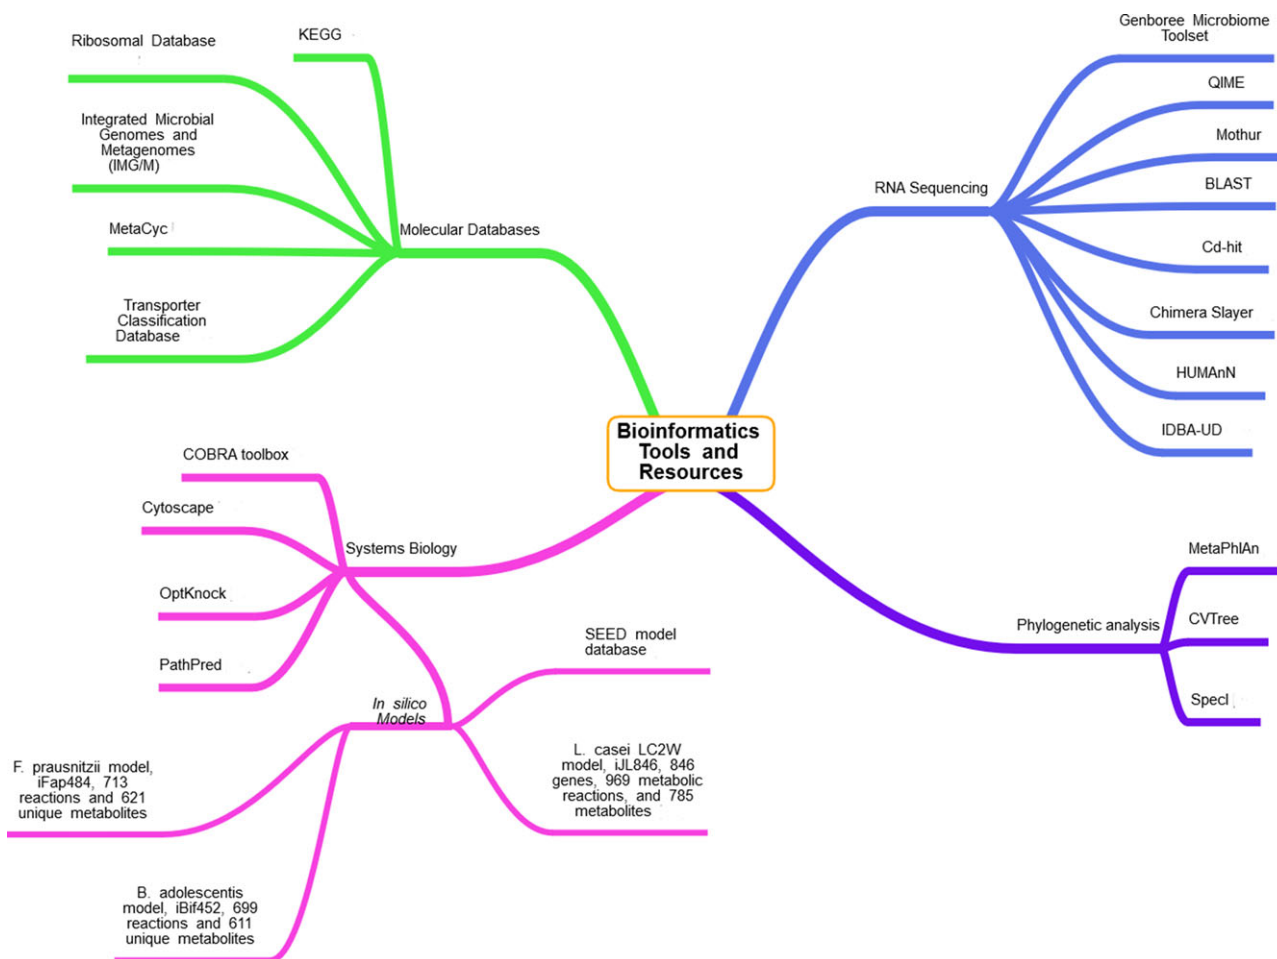 Bioinformatics
Tools and
Resources
Molecular Databases
KEGG
Ribosomal Database
Integrated Microbial
Genomes and
Metagenomes
(IMG/M)
MetaCyc
Transporter
Classification
Database
RNA Sequencing
Genboree Microbiome
Toolset
QIME
Mothur
BLAST
Cd-hit
Chimera Slayer
HUMAnN
IDBA-UD
Systems Biology
COBRA toolbox
Cytoscape
OptKnock
PathPred
In silico
Models
SEED model
database
L. casei LC2W
model, iJL846, 846
genes, 969 metabolic
reactions, and 785
metabolites
F. prausnitzii model,
iFap484, 713
reactions and 621
unique metabolites
B. adolescentis
model, iBif452, 699
reactions and 611
unique metabolites
Phylogenetic analysis
MetaPhlAn
CVTree
SpecI